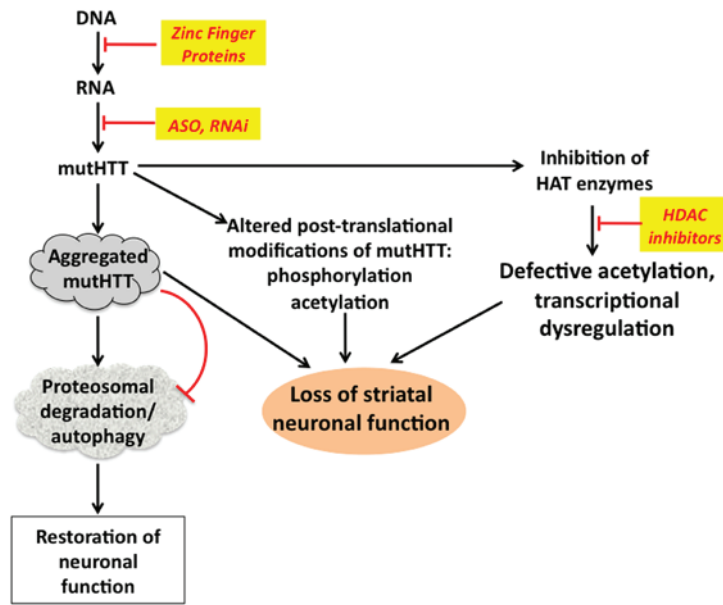 DNA
Zinc Finger
Proteins
RNA
ASO, RNAi
mutHTT
Inhibition of
HAT enzymes
HDAC
inhibitors
Altered post-translational
modifications of mutHTT:
phosphorylation
acetylation
Aggregated
mutHTT
Defective acetylation,
transcriptional
dysregulation
Proteosomal
degradation/
autophagy
Loss of striatal
neuronal function
Restoration of
neuronal
function